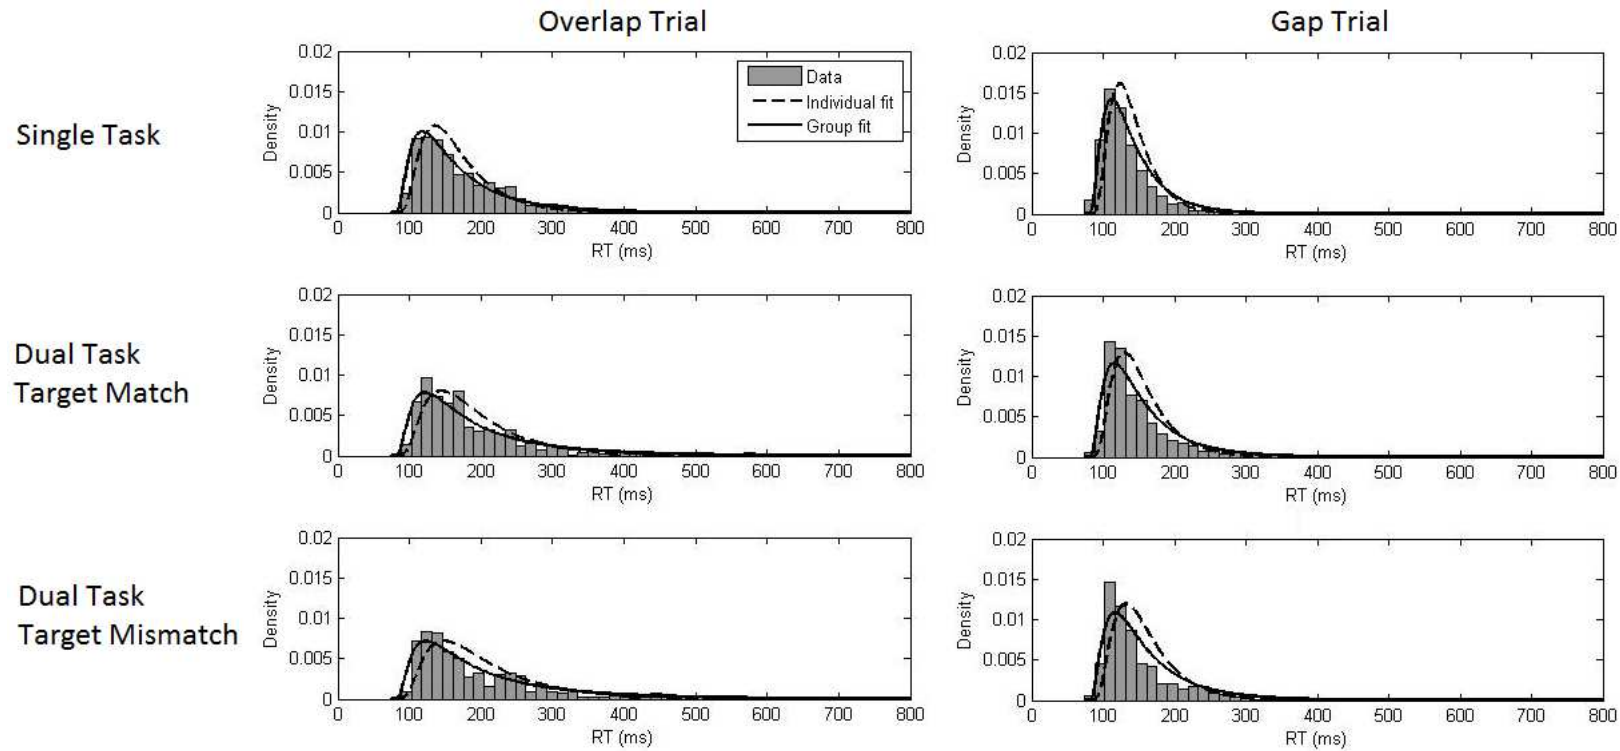 Overlap Trial
Gap Trial
Single Task
Density
0.02
0.015
0.01
0.005
0
0 100 200 300 400 500 600 700 800
RT (ms)
Data
Individual fit
Group fit
Density
0.02
0.015
0.01
0.005
0
0 100 200 300 400 500 600 700 800
RT (ms)
Dual Task
Target Match
Density
0.02
0.015
0.01
0.005
0
0 100 200 300 400 500 600 700 800
RT (ms)
Density
0.02
0.015
0.01
0.005
0
0 100 200 300 400 500 600 700 800
RT (ms)
Dual Task
Target Mismatch
Density
0.02
0.015
0.01
0.005
0
0 100 200 300 400 500 600 700 800
RT (ms)
Density
0.02
0.015
0.01
0.005
0
0 100 200 300 400 500 600 700 800
RT (ms)